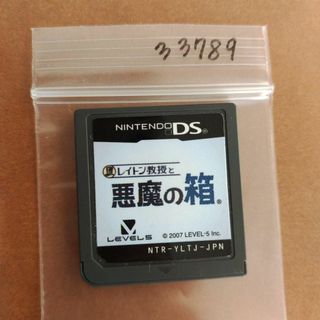 33789
NINTENDO DS™
レイトン教授と
悪魔の箱®
LEVEL5
© 2007 LEVEL-5 Inc.
NTR-YLTJ-JPN